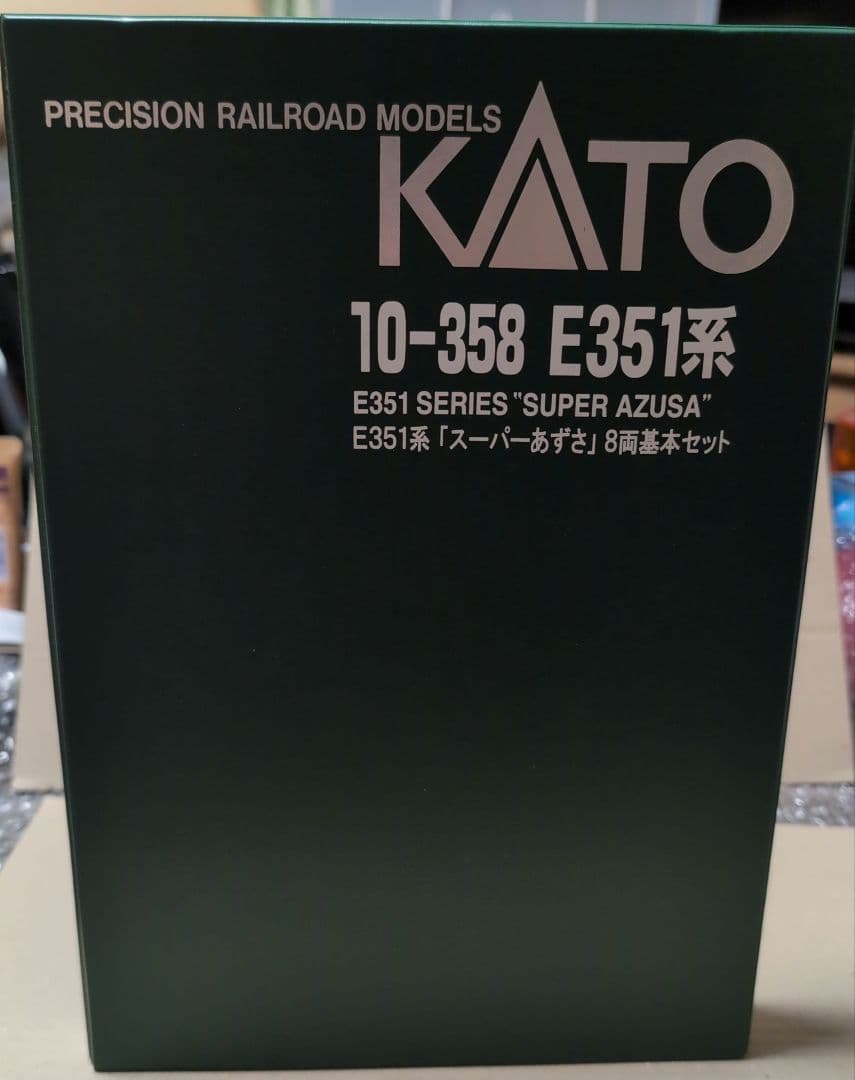 PRECISION RAILROAD MODELS
KATO
10-358 E351系
E351 SERIES "SUPER AZUSA"
E351系「スーパーあずさ」8両基本セット